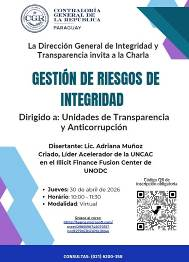 CONTRALORÍA
GENERAL DE
LA REPÚBLICA
PARAGUAY
CGR
La Dirección General de Integridad y
Transparencia invita a la Charla
GESTIÓN DE RIESGOS DE
INTEGRIDAD
Dirigido a: Unidades de Transparencia
y Anticorrupción
Disertante: Lic. Adriana Muñoz
Criado, Líder Acelerador de la UNCAC
en el Illicit Finance Fusion Center de
UNODC
Jueves: 30 de abril de 2026
Horario: 10:00 - 11:30
Modalidad: Virtual
Código QR de
inscripción obligatoria
CONSULTAS: (021) 6200-258